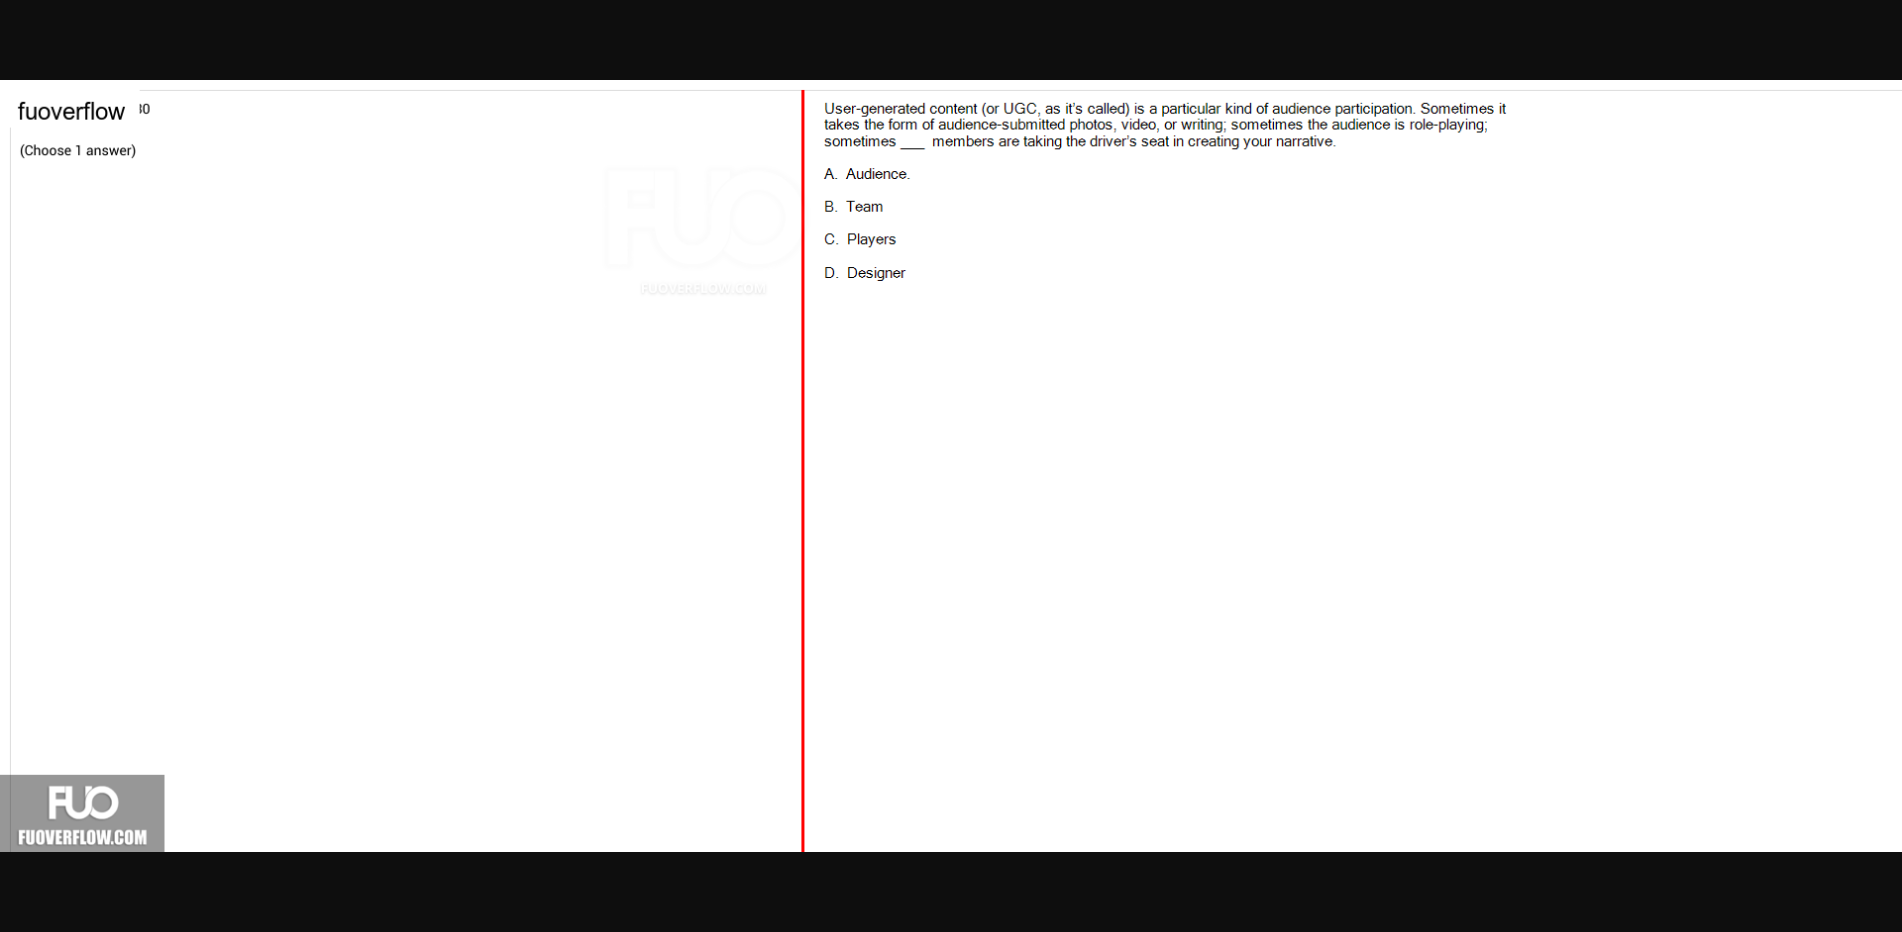 fuoverflow
30
(Choose 1 answer)
FUO
FUOVERFLOW.COM
User-generated content (or UGC, as it's called) is a particular kind of audience participation. Sometimes it
takes the form of audience-submitted photos, video, or writing; sometimes the audience is role-playing;
sometimes ___ members are taking the driver's seat in creating your narrative.
A. Audience.
B. Team
C. Players
D. Designer
FUO
FUOVERFLOW.COM